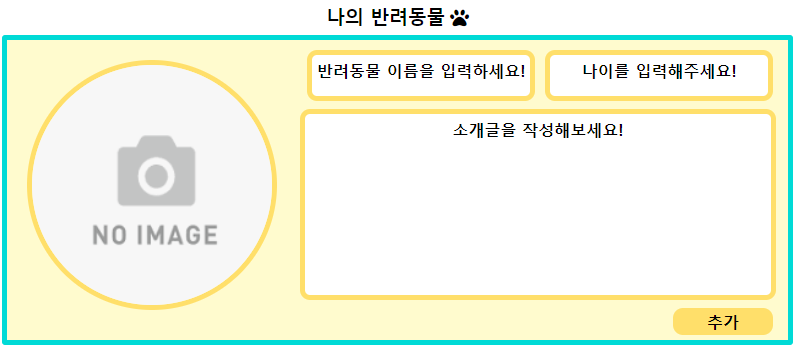 나의 반려동물
반려동물 이름을 입력하세요!
나이를 입력해주세요!
소개글을 작성해보세요!
NO IMAGE
추가